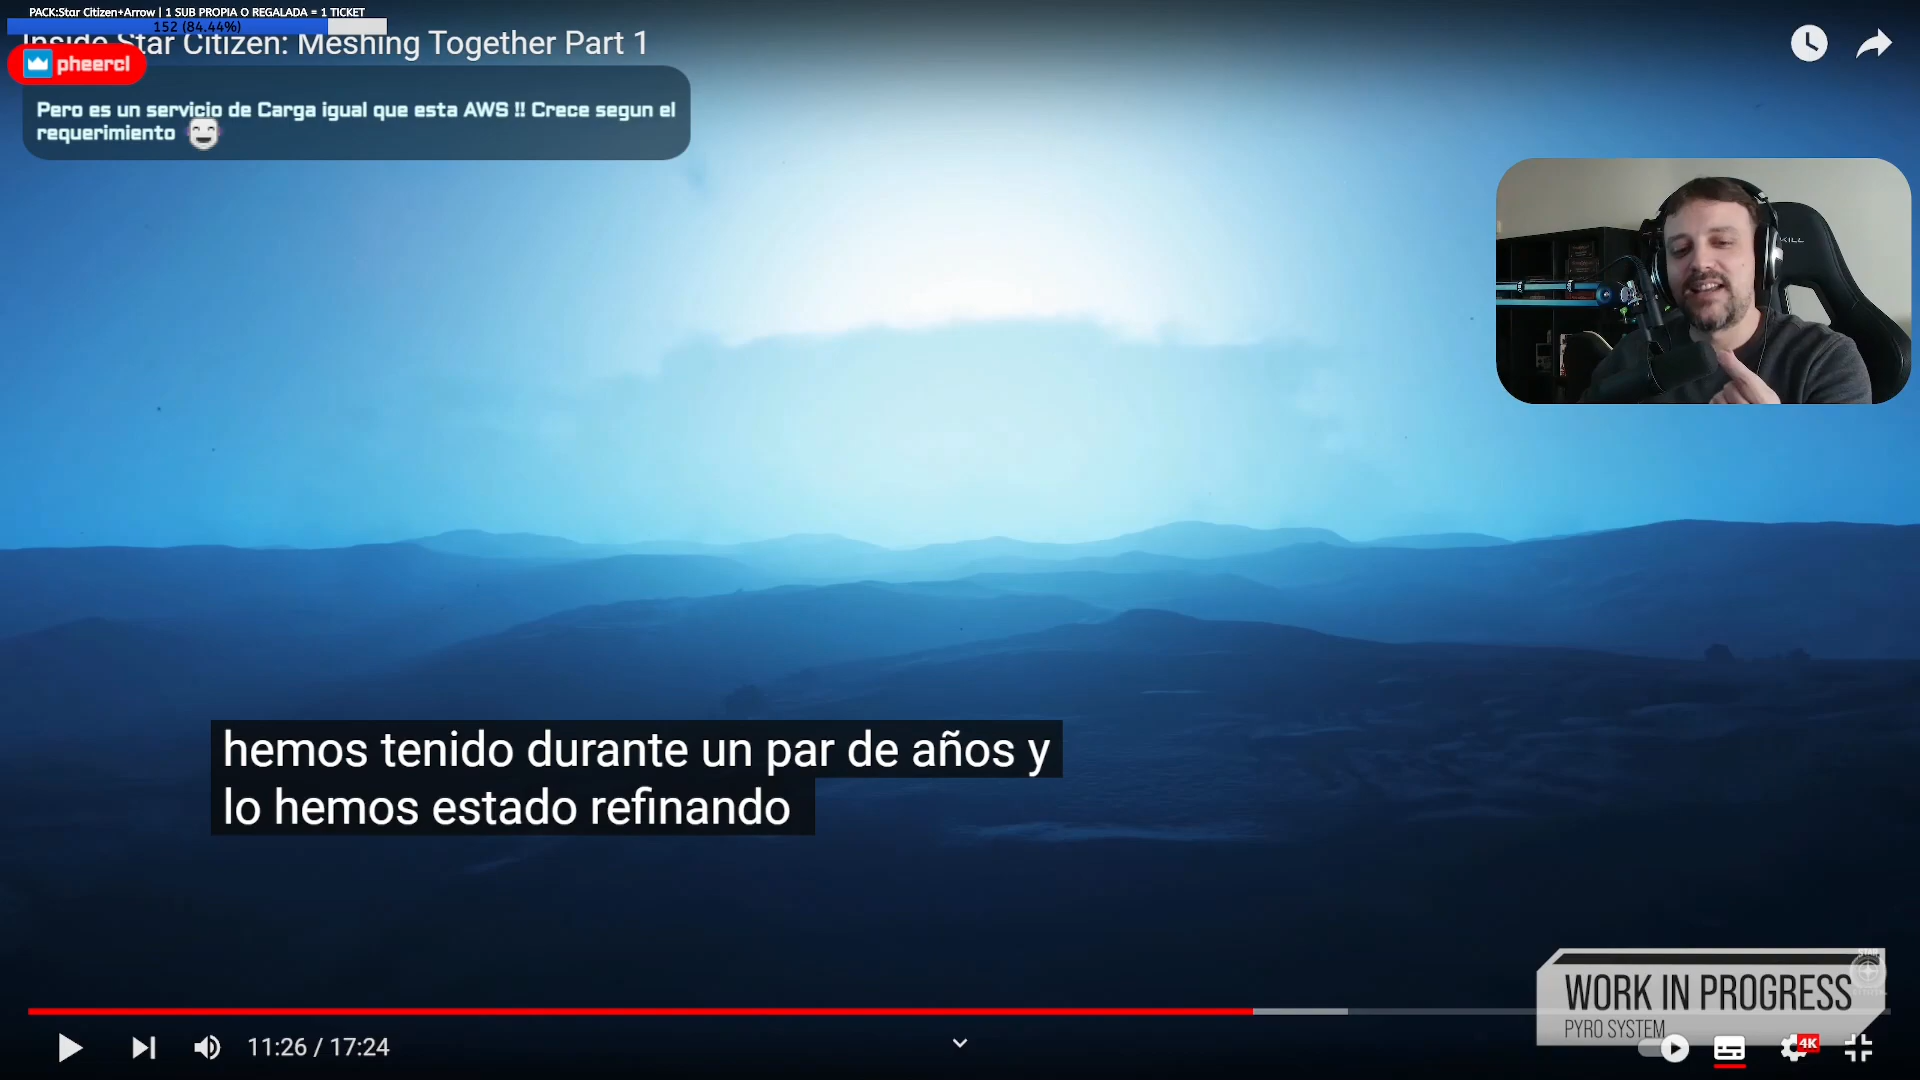 PACK:Star Citizen+Arrow | 1 SUB PROPIA O REGALADA = 1 TICKET
152 (84.44%)
Inside Star Citizen: Meshing Together Part 1
pheercl
Pero es un servicio de Carga igual que esta AWS !! Crece segun el
requerimiento
KILL
hemos tenido durante un par de años y
lo hemos estado refinando
WORK IN PROGRESS
PYRO SYSTEM
11:26 / 17:24
4K